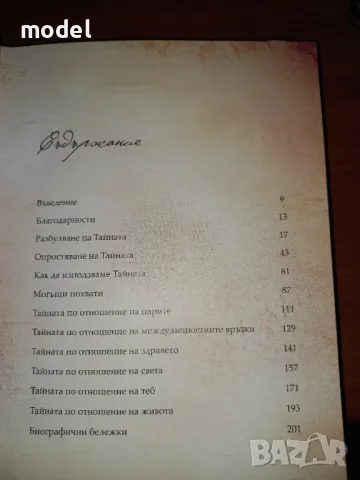 model
Съдържание
Въведение 9
Благодарности 13
Разбулване на Тайната 17
Опростяване на Тайната 43
Как да използваме Тайната 61
Могъщи похвати 87
Тайната по отношение на парите 111
Тайната по отношение на междуличностните връзки 129
Тайната по отношение на здравето 141
Тайната по отношение на света 157
Тайната по отношение на теб 171
Тайната по отношение на живота 193
Биографични бележки 201
BAZAR